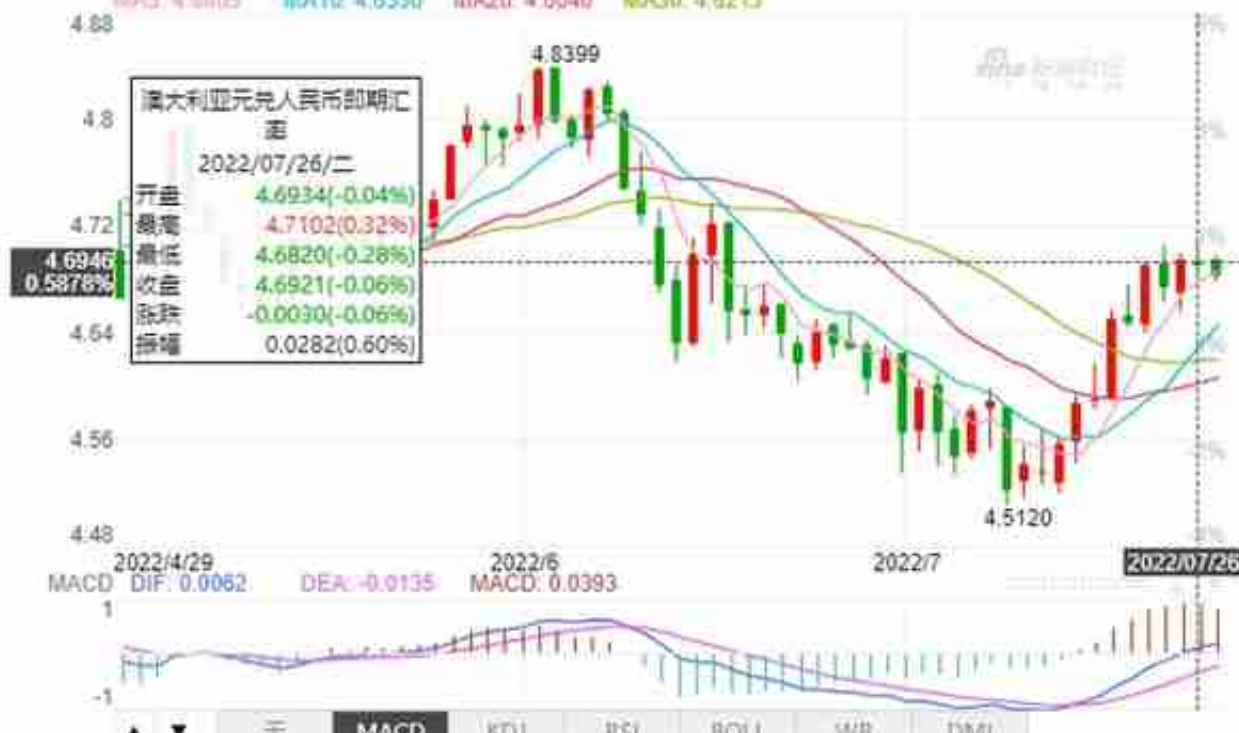 4.88
4.8399
澳大利亚元兑人民币即期汇
率
4.8
2022/07/26/二
开盘 4.6934(-0.04%)
最高 4.7102(0.32%)
4.72
最低 4.6820(-0.28%)
4.6946
收盘 4.6921(-0.06%)
0.5878%
涨跌 -0.0030(-0.06%)
4.64
振幅 0.0282(0.60%)
4.56
4.5120
4.48
2022/4/29 2022/6 2022/7 2022/07/26
MACD DIF: 0.0062 DEA: -0.0135 MACD: 0.0393
1
-1
MACD